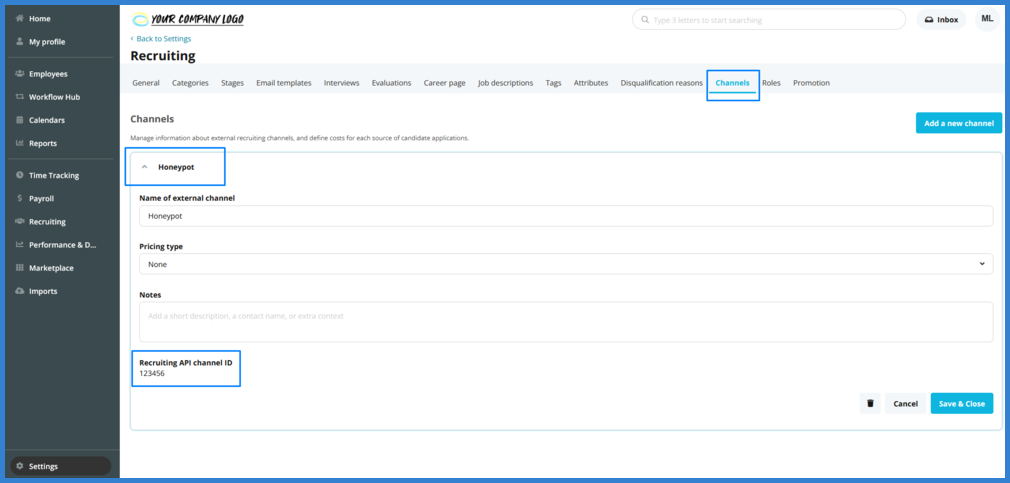 Home
My profile
Employees
Workflow Hub
Calendars
Reports
Time Tracking
$ Payroll
Recruiting
Performance & D...
Marketplace
Imports
Settings
YOUR COMPANY LOGO
Type 3 letters to start searching
Inbox
ML
‹ Back to Settings
Recruiting
General Categories Stages Email templates Interviews Evaluations Career page Job descriptions Tags Attributes Disqualification reasons Channels Roles Promotion
Channels
Add a new channel
Manage information about external recruiting channels, and define costs for each source of candidate applications.
Honeypot
Name of external channel
Honeypot
Pricing type
None
Notes
Add a short description, a contact name, or extra context
Recruiting API channel ID
123456
Cancel Save & Close